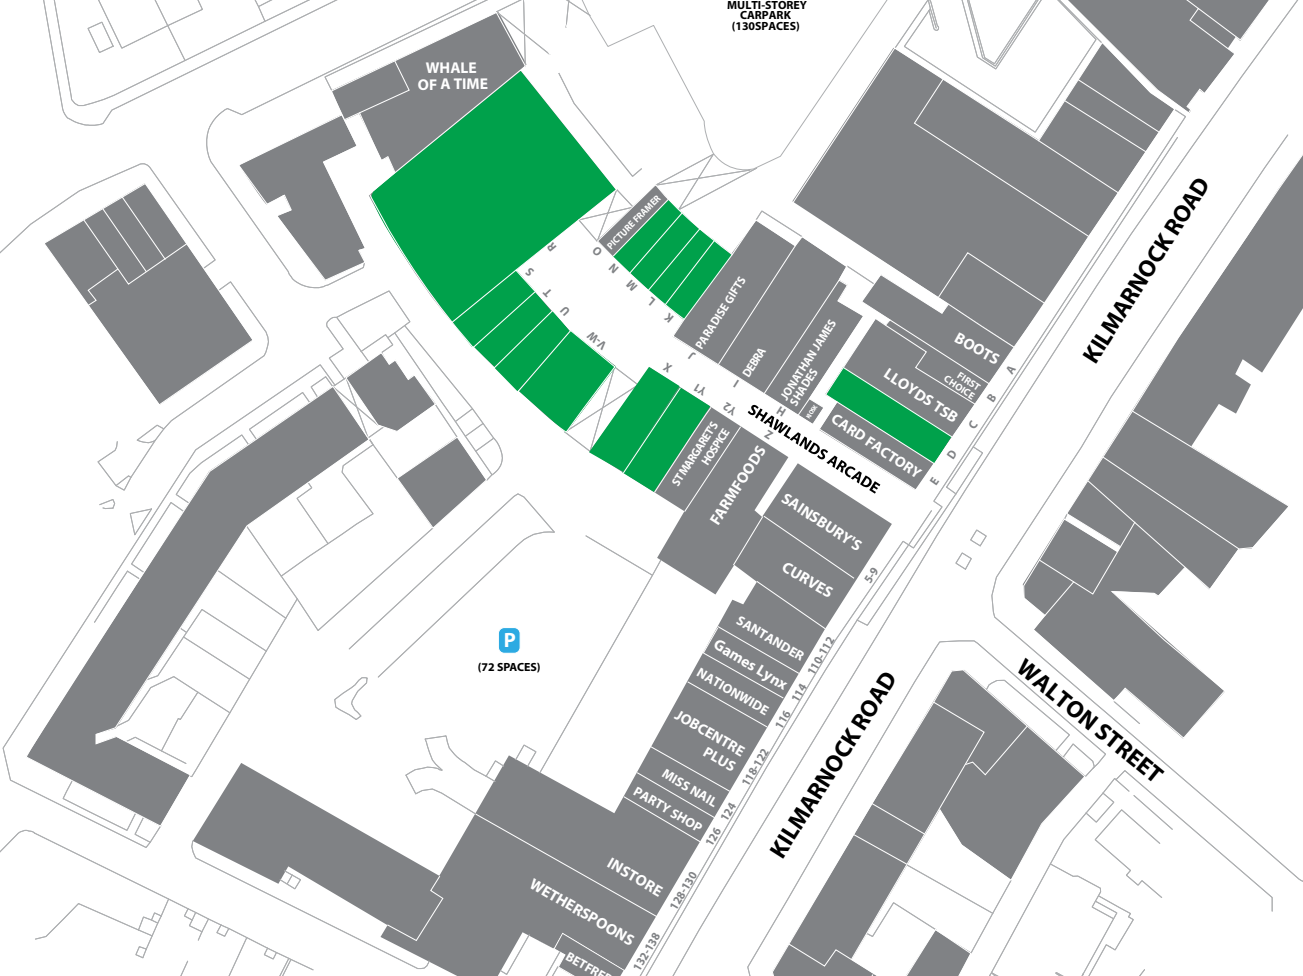 MULTI-STOREY
CARPARK
(130SPACES)
WHALE
OF A TIME
PICTURE FRAMER
R
O
N
M
L
K
S
T
U
V-W
X
Y1
Y2
Z
J
I
H
PARADISE GIFTS
DEBRA
JONATHAN JAMES
SHADES
WOK
BOOTS
FIRST
CHOICE
LLOYDS TSB
CARD FACTORY
A
B
C
D
E
SHAWLANDS ARCADE
ST MARGARET'S
HOSPICE
FARMFOODS
SAINSBURY'S
CURVES
5-9
SANTANDER
110-112
Games Lynx
114
NATIONWIDE
116
JOBCENTRE
PLUS
118-122
MISS NAIL
124
PARTY SHOP
126
INSTORE
128-130
WETHERSPOONS
132-138
BETFRED
P
(72 SPACES)
KILMARNOCK ROAD
KILMARNOCK ROAD
WALTON STREET